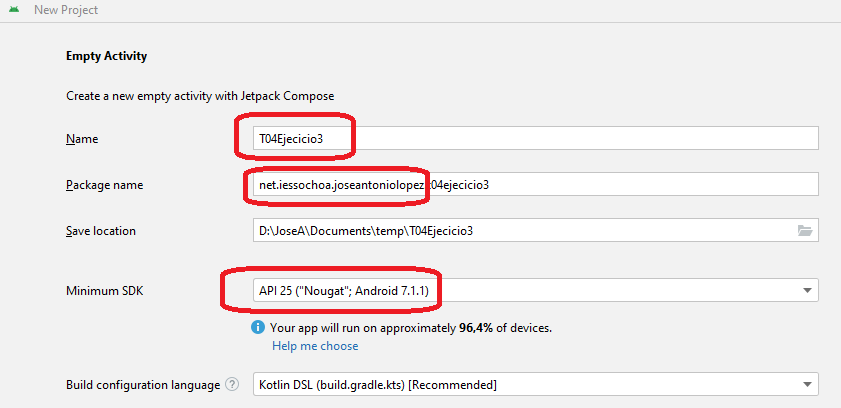 New Project
Empty Activity
Create a new empty activity with Jetpack Compose
Name T04Ejecicio3
Package name net.iessochoa.joseantoniolopez.t04ejecicio3
Save location D:\JoseA\Documents\temp\T04Ejecicio3
Minimum SDK API 25 ("Nougat"; Android 7.1.1)
Your app will run on approximately 96,4% of devices.
Help me choose
Build configuration language ? Kotlin DSL (build.gradle.kts) [Recommended]